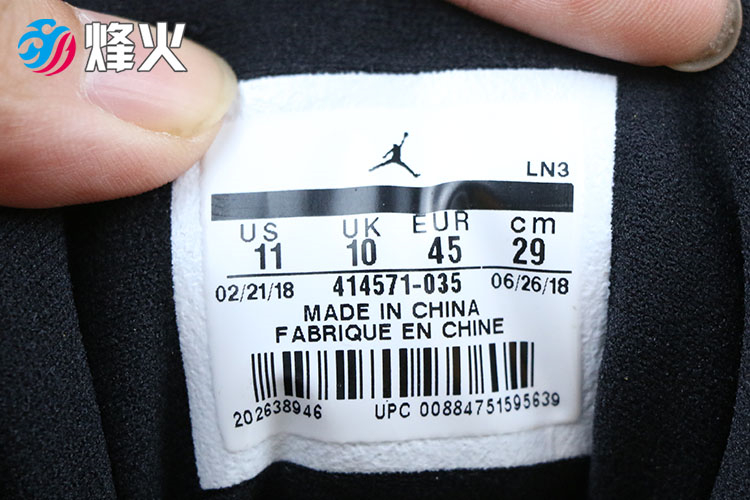 烽火
LN3
US UK EUR cm
11 10 45 29
02/21/18 414571-035 06/26/18
MADE IN CHINA
FABRIQUE EN CHINE
202638946 UPC 00884751595639